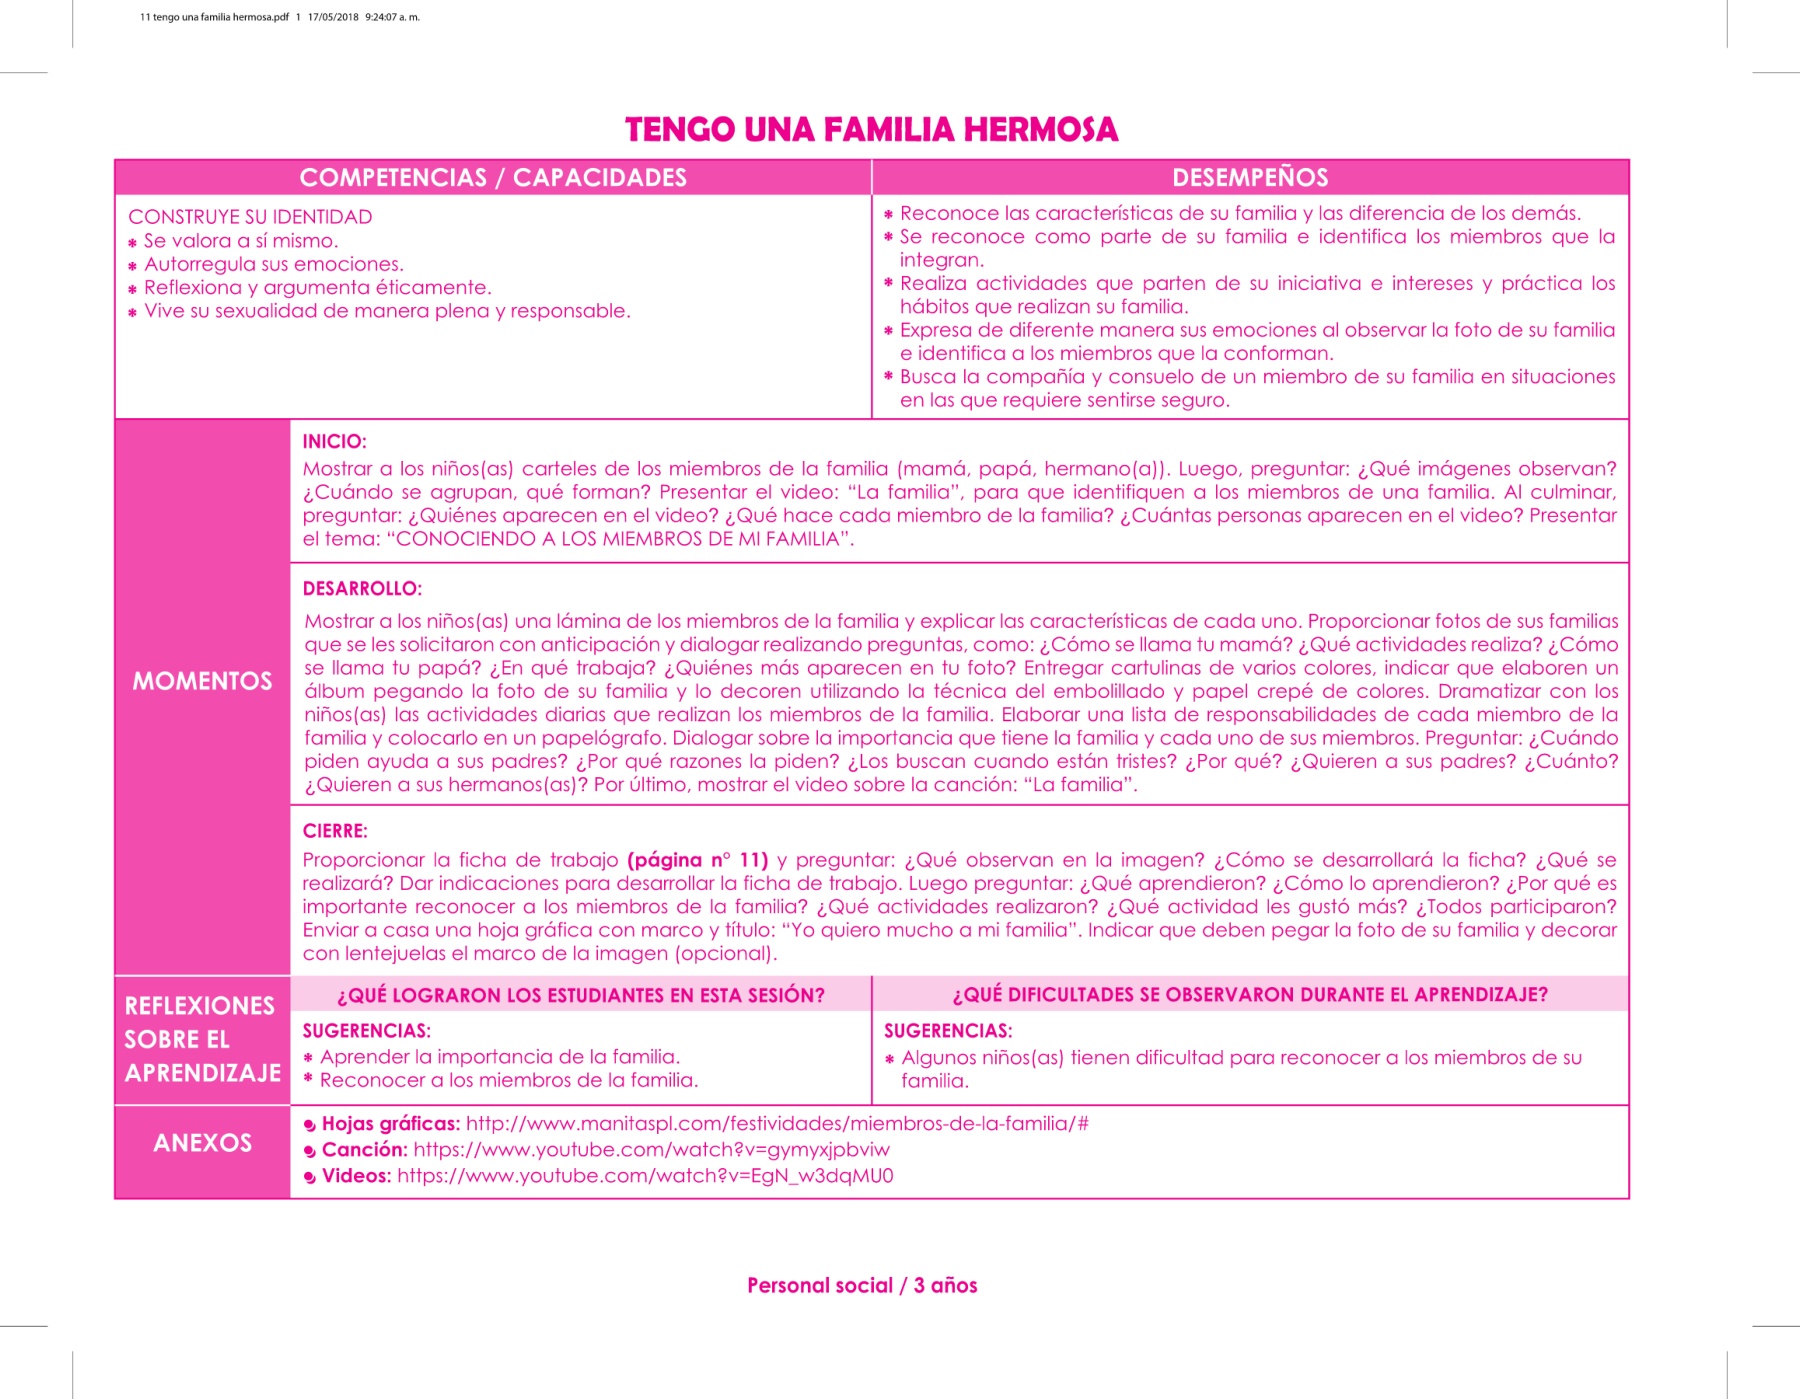 11 tengo una familia hermosa.pdf   1   17/05/2018   9:24:07 a. m.
TENGO UNA FAMILIA HERMOSA
COMPETENCIAS / CAPACIDADES
DESEMPEÑOS
CONSTRUYE SU IDENTIDAD
* Se valora a sí mismo.
* Autorregula sus emociones.
* Reflexiona y argumenta éticamente.
* Vive su sexualidad de manera plena y responsable.
* Reconoce las características de su familia y las diferencia de los demás.
* Se reconoce como parte de su familia e identifica los miembros que la
integran.
* Realiza actividades que parten de su iniciativa e intereses y práctica los
hábitos que realizan su familia.
* Expresa de diferente manera sus emociones al observar la foto de su familia
e identifica a los miembros que la conforman.
* Busca la compañía y consuelo de un miembro de su familia en situaciones
en las que requiere sentirse seguro.
MOMENTOS
INICIO:
Mostrar a los niños(as) carteles de los miembros de la familia (mamá, papá, hermano(a)). Luego, preguntar: ¿Qué imágenes observan?
¿Cuándo se agrupan, qué forman? Presentar el video: “La familia”, para que identifiquen a los miembros de una familia. Al culminar,
preguntar: ¿Quiénes aparecen en el video? ¿Qué hace cada miembro de la familia? ¿Cuántas personas aparecen en el video? Presentar
el tema: “CONOCIENDO A LOS MIEMBROS DE MI FAMILIA”.
DESARROLLO:
Mostrar a los niños(as) una lámina de los miembros de la familia y explicar las características de cada uno. Proporcionar fotos de sus familias
que se les solicitaron con anticipación y dialogar realizando preguntas, como: ¿Cómo se llama tu mamá? ¿Qué actividades realiza? ¿Cómo
se llama tu papá? ¿En qué trabaja? ¿Quiénes más aparecen en tu foto? Entregar cartulinas de varios colores, indicar que elaboren un
álbum pegando la foto de su familia y lo decoren utilizando la técnica del embolillado y papel crepé de colores. Dramatizar con los
niños(as) las actividades diarias que realizan los miembros de la familia. Elaborar una lista de responsabilidades de cada miembro de la
familia y colocarlo en un papelógrafo. Dialogar sobre la importancia que tiene la familia y cada uno de sus miembros. Preguntar: ¿Cuándo
piden ayuda a sus padres? ¿Por qué razones la piden? ¿Los buscan cuando están tristes? ¿Por qué? ¿Quieren a sus padres? ¿Cuánto?
¿Quieren a sus hermanos(as)? Por último, mostrar el video sobre la canción: “La familia”.
CIERRE:
Proporcionar la ficha de trabajo (página n° 11) y preguntar: ¿Qué observan en la imagen? ¿Cómo se desarrollará la ficha? ¿Qué se
realizará? Dar indicaciones para desarrollar la ficha de trabajo. Luego preguntar: ¿Qué aprendieron? ¿Cómo lo aprendieron? ¿Por qué es
importante reconocer a los miembros de la familia? ¿Qué actividades realizaron? ¿Qué actividad les gustó más? ¿Todos participaron?
Enviar a casa una hoja gráfica con marco y título: “Yo quiero mucho a mi familia”. Indicar que deben pegar la foto de su familia y decorar
con lentejuelas el marco de la imagen (opcional).
REFLEXIONES
SOBRE EL
APRENDIZAJE
¿QUÉ LOGRARON LOS ESTUDIANTES EN ESTA SESIÓN?
SUGERENCIAS:
* Aprender la importancia de la familia.
* Reconocer a los miembros de la familia.
¿QUÉ DIFICULTADES SE OBSERVARON DURANTE EL APRENDIZAJE?
SUGERENCIAS:
* Algunos niños(as) tienen dificultad para reconocer a los miembros de su
familia.
ANEXOS
Hojas gráficas: http://www.manitaspl.com/festividades/miembros-de-la-familia/#
Canción: https://www.youtube.com/watch?v=gymyxjpbviw
Videos: https://www.youtube.com/watch?v=EgN_w3dqMU0
Personal social / 3 años